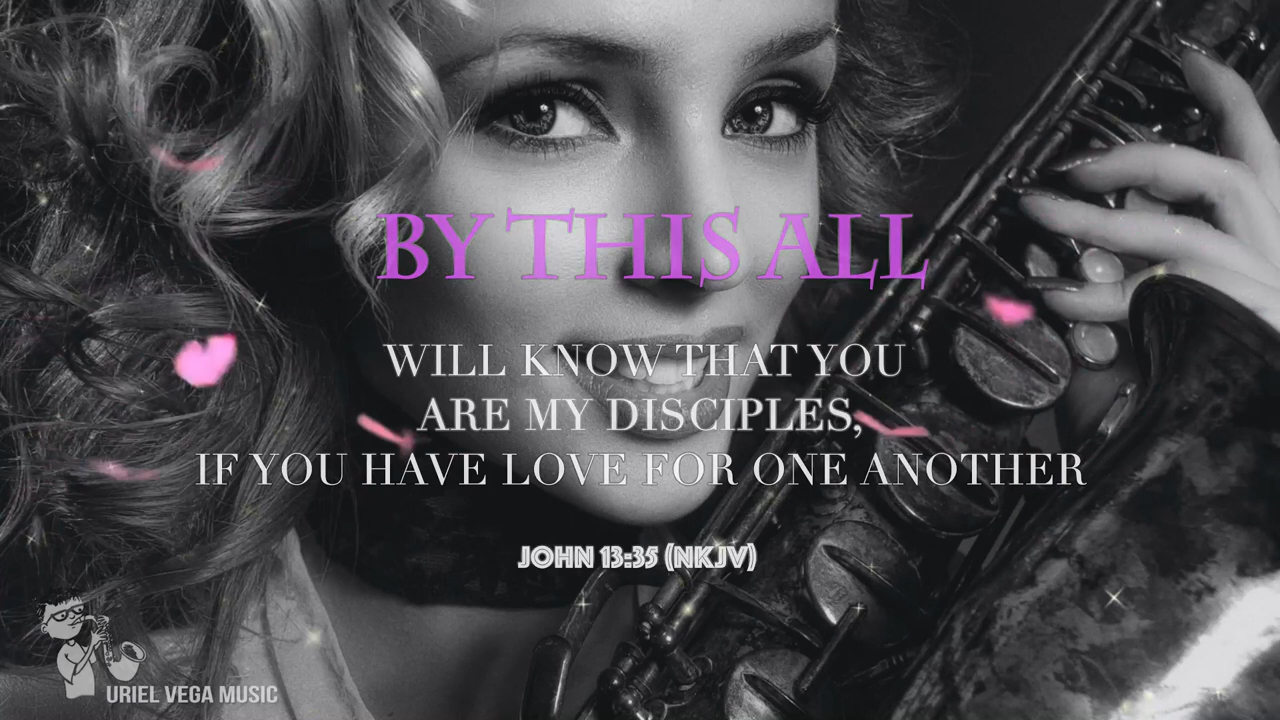 BY THIS ALL
WILL KNOW THAT YOU
ARE MY DISCIPLES,
IF YOU HAVE LOVE FOR ONE ANOTHER
JOHN 13:35 (NKJV)
URIEL VEGA MUSIC